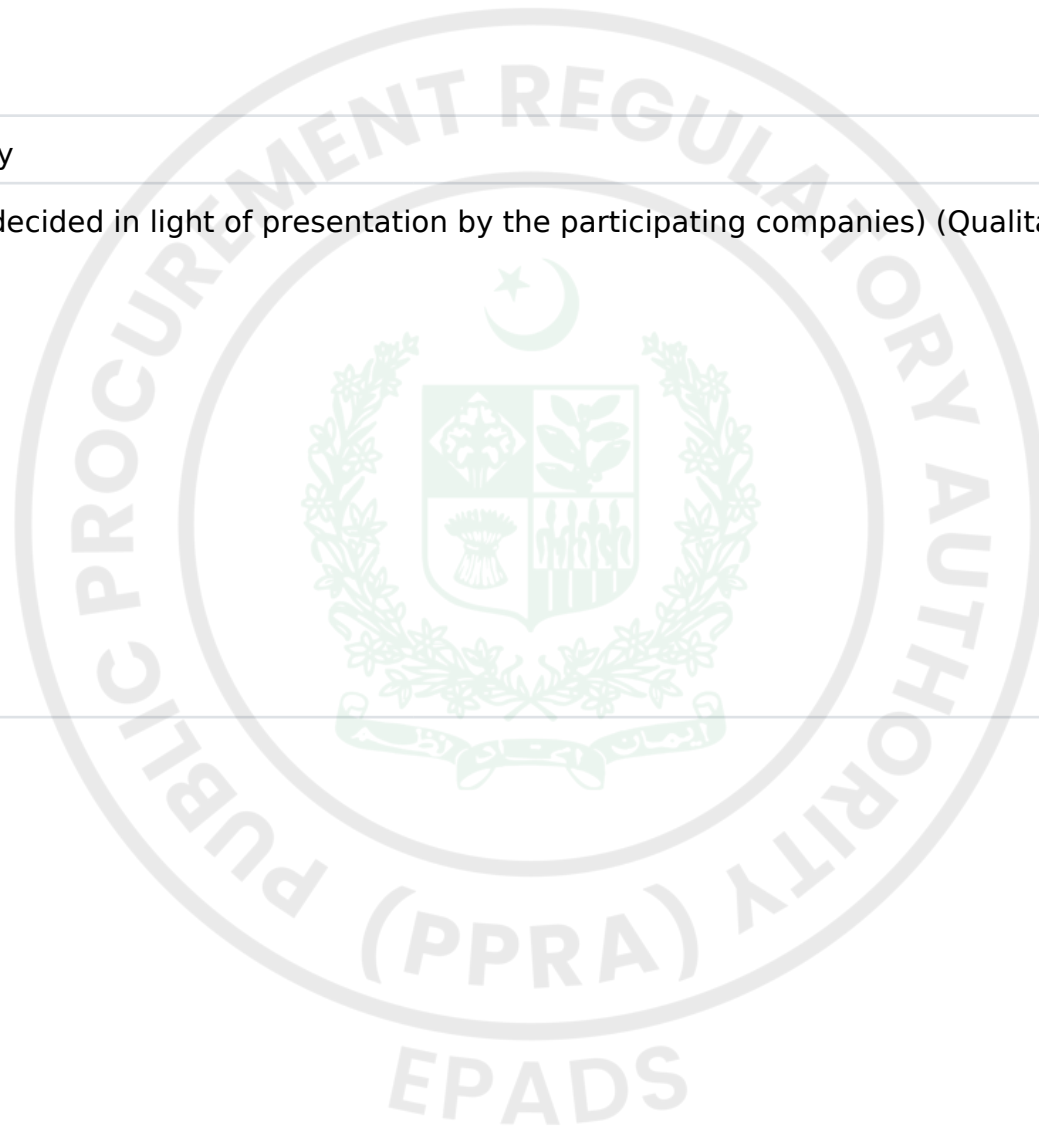 y
decided in light of presentation by the participating companies) (Qualita
PUBLIC PROCUREMENT REGULATORY AUTHORITY
(PPRA)
EPADS